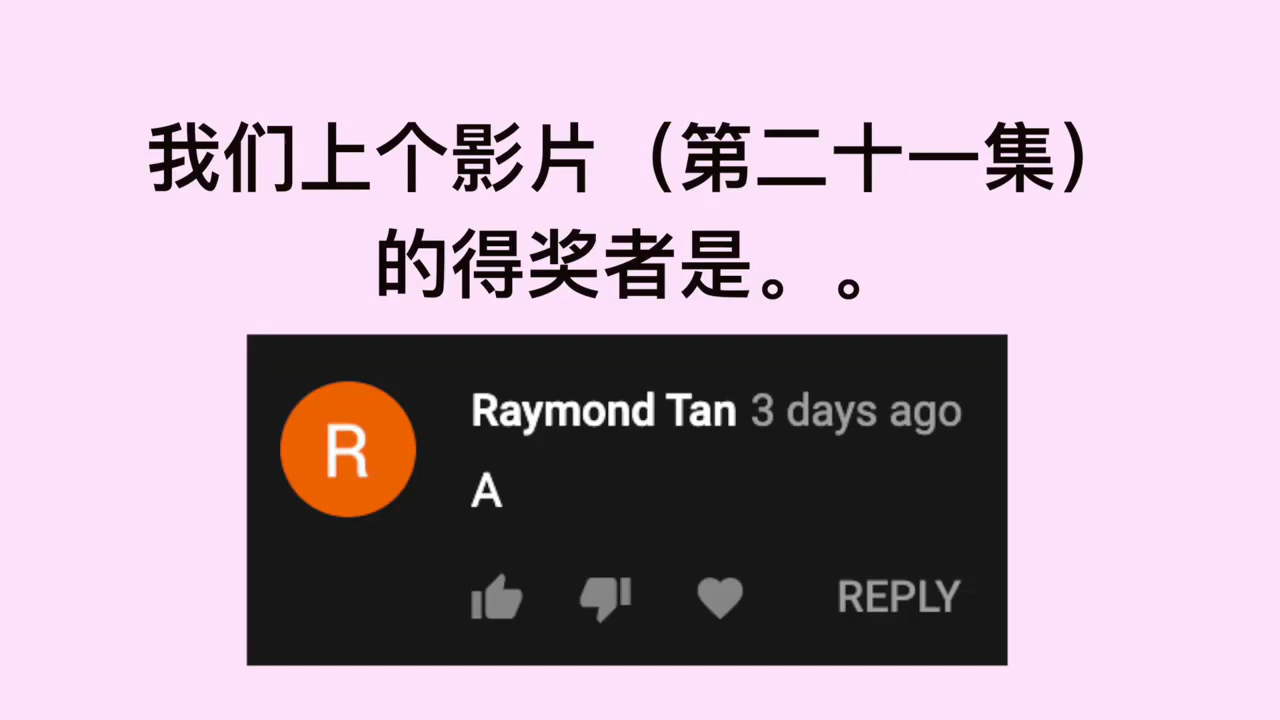 我们上个影片（第二十一集）
的得奖者是。。
R
Raymond Tan 3 days ago
A
REPLY